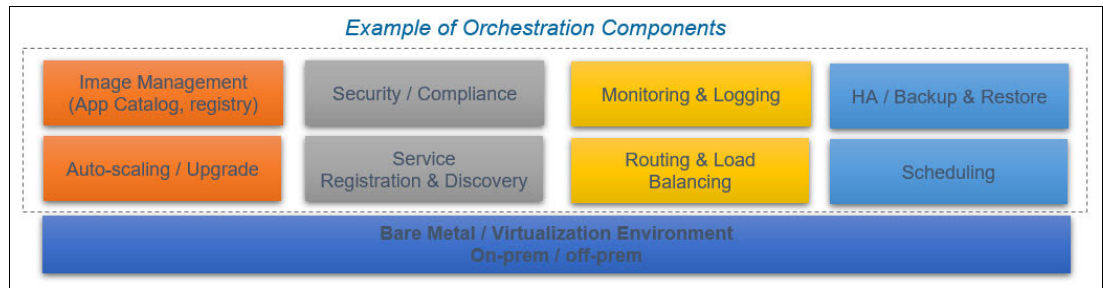 Example of Orchestration Components
Image Management
(App Catalog, registry)
Security / Compliance
Monitoring & Logging
HA / Backup & Restore
Auto-scaling / Upgrade
Service
Registration & Discovery
Routing & Load
Balancing
Scheduling
Bare Metal / Virtualization Environment
On-prem / off-prem